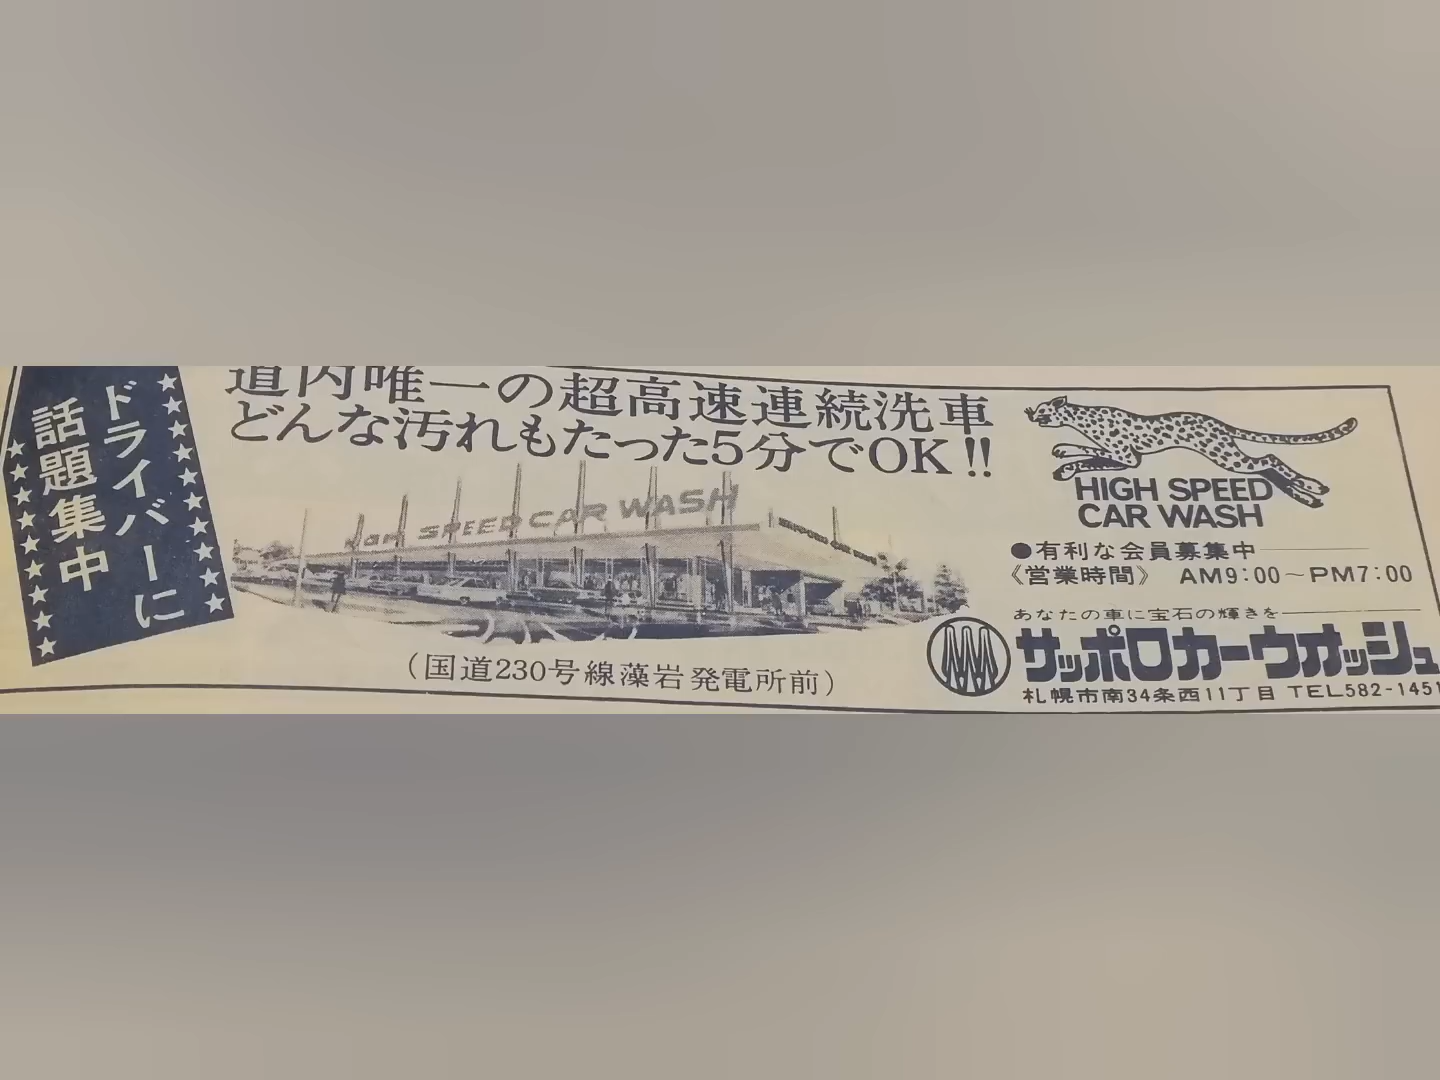 ドライバーに
話題集中
道内唯一の超高速連続洗車
どんな汚れもたった5分でOK!!
HIGH SPEED CAR WASH
(国道230号線藻岩発電所前)
HIGH SPEED
CAR WASH
●有利な会員募集中
《営業時間》 AM9:00~PM7:00
あなたの車に宝石の輝きを
サッポロカーウオッシュ
札幌市南34条西11丁目 TEL582-1451